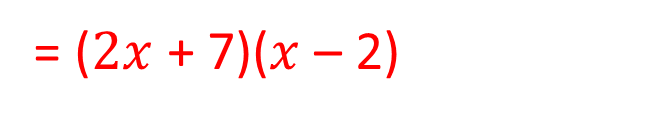 = (2𝑥 + 7)(𝑥 − 2)